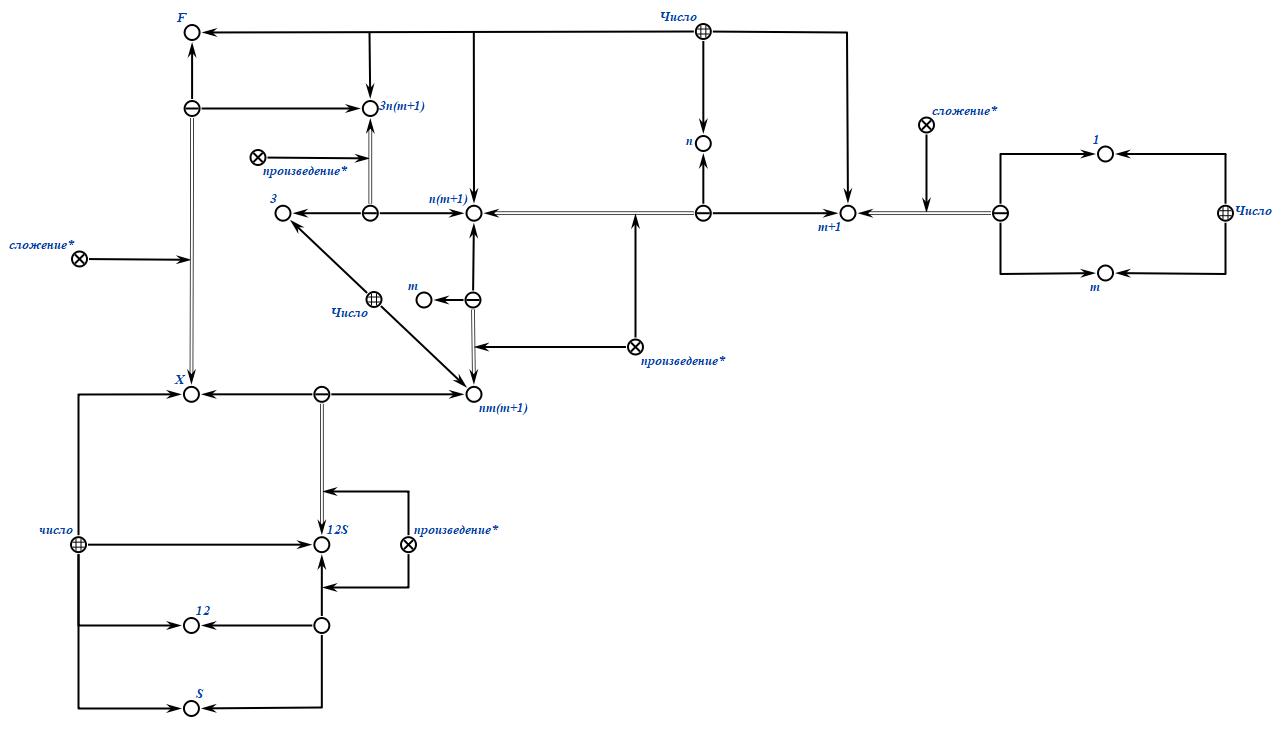 F
Число
3n(m+1)
сложение*
n
1
произведение*
3
n(m+1)
m+1
Число
сложение*
m
Число
m
произведение*
X
nm(m+1)
число
12S
произведение*
12
S